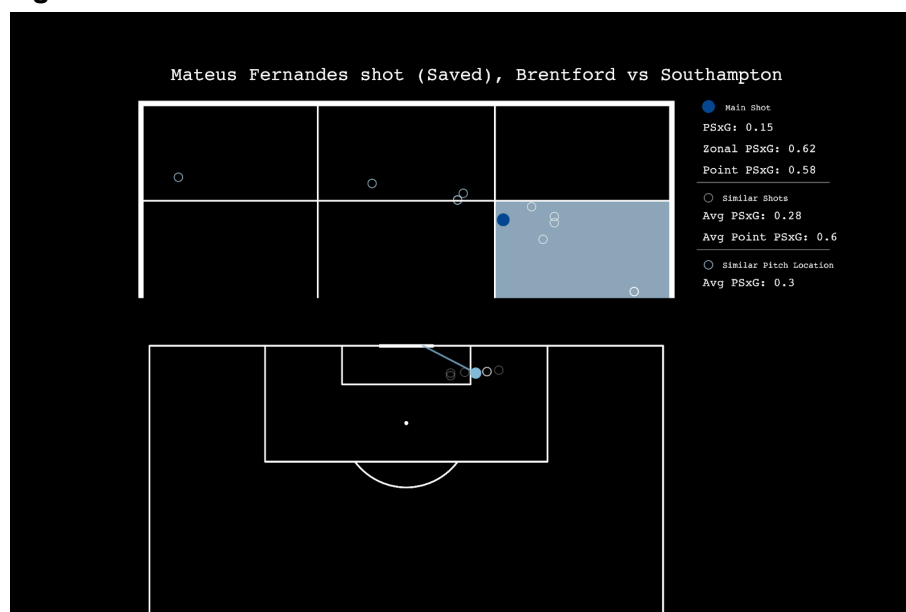 Mateus Fernandes shot (Saved), Brentford vs Southampton
Main Shot
PSxG: 0.15
Zonal PSxG: 0.62
Point PSxG: 0.58
Similar Shots
Avg PSxG: 0.28
Avg Point PSxG: 0.6
Similar Pitch Location
Avg PSxG: 0.3